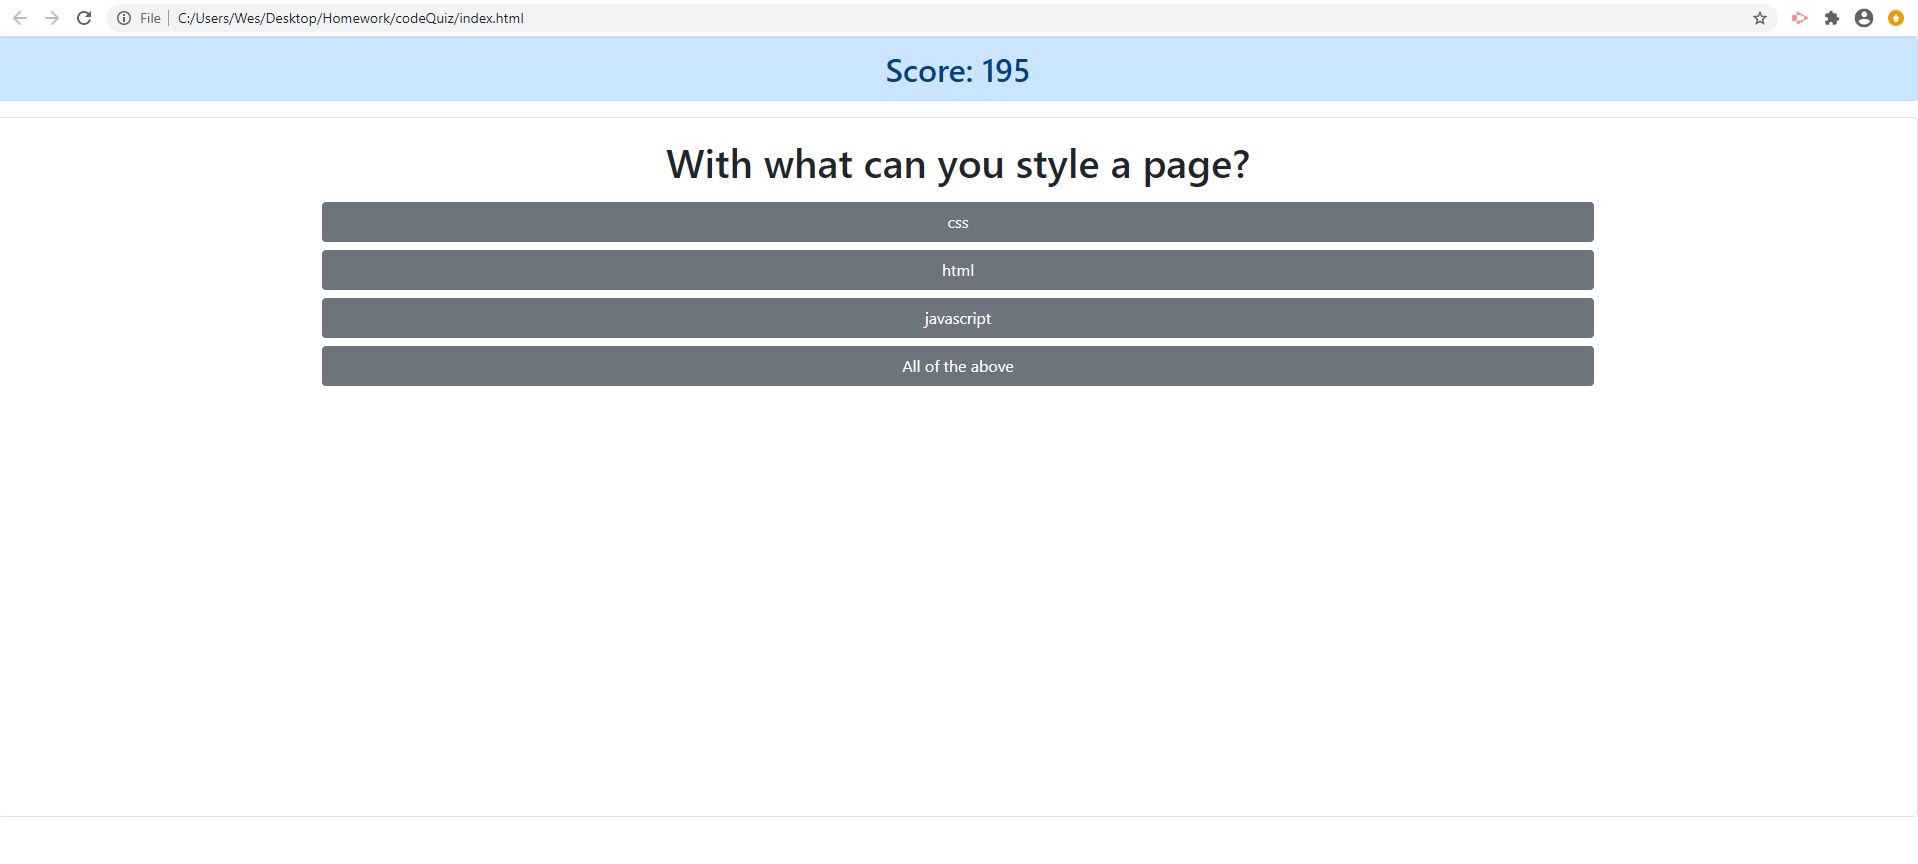 File C:/Users/Wes/Desktop/Homework/codeQuiz/index.html
Score: 195
With what can you style a page?
css
html
javascript
All of the above